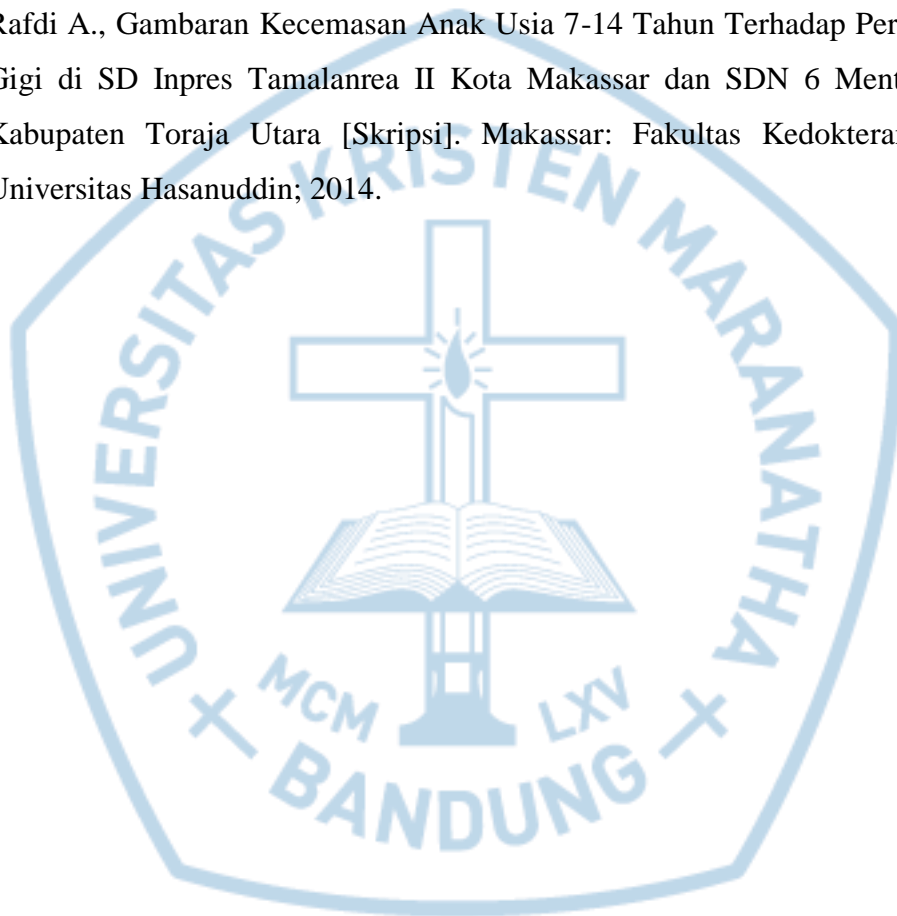 Rafdi A., Gambaran Kecemasan Anak Usia 7-14 Tahun Terhadap Per
Gigi di SD Inpres Tamalanrea II Kota Makassar dan SDN 6 Ment
Kabupaten Toraja Utara [Skripsi]. Makassar: Fakultas Kedokteran
Universitas Hasanuddin; 2014.
UNIVERSITAS KRISTEN MARANATHA
MCM LXV
BANDUNG